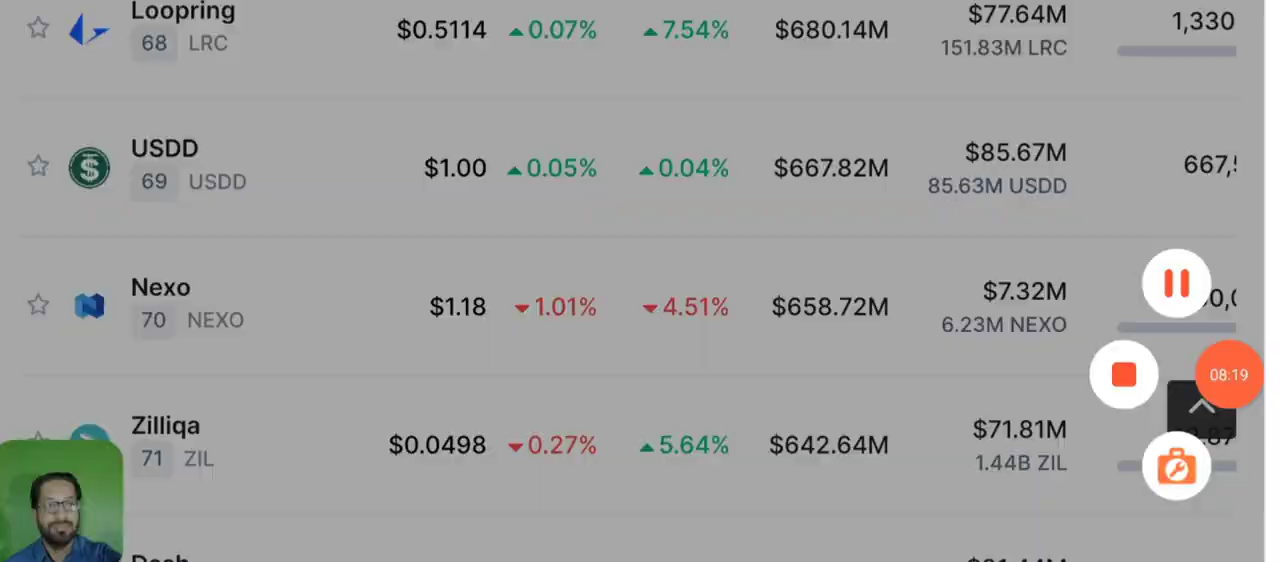 Loopring
68 LRC $0.5114 0.07% 7.54% $680.14M $77.64M 1,330
151.83M LRC
USDD
69 USDD $1.00 0.05% 0.04% $667.82M $85.67M
85.63M USDD
Nexo
70 NEXO $1.18 1.01% 4.51% $658.72M $7.32M
6.23M NEXO
08:19
Zilliqa
71 ZIL $0.0498 0.27% 5.64% $642.64M $71.81M
1.44B ZIL